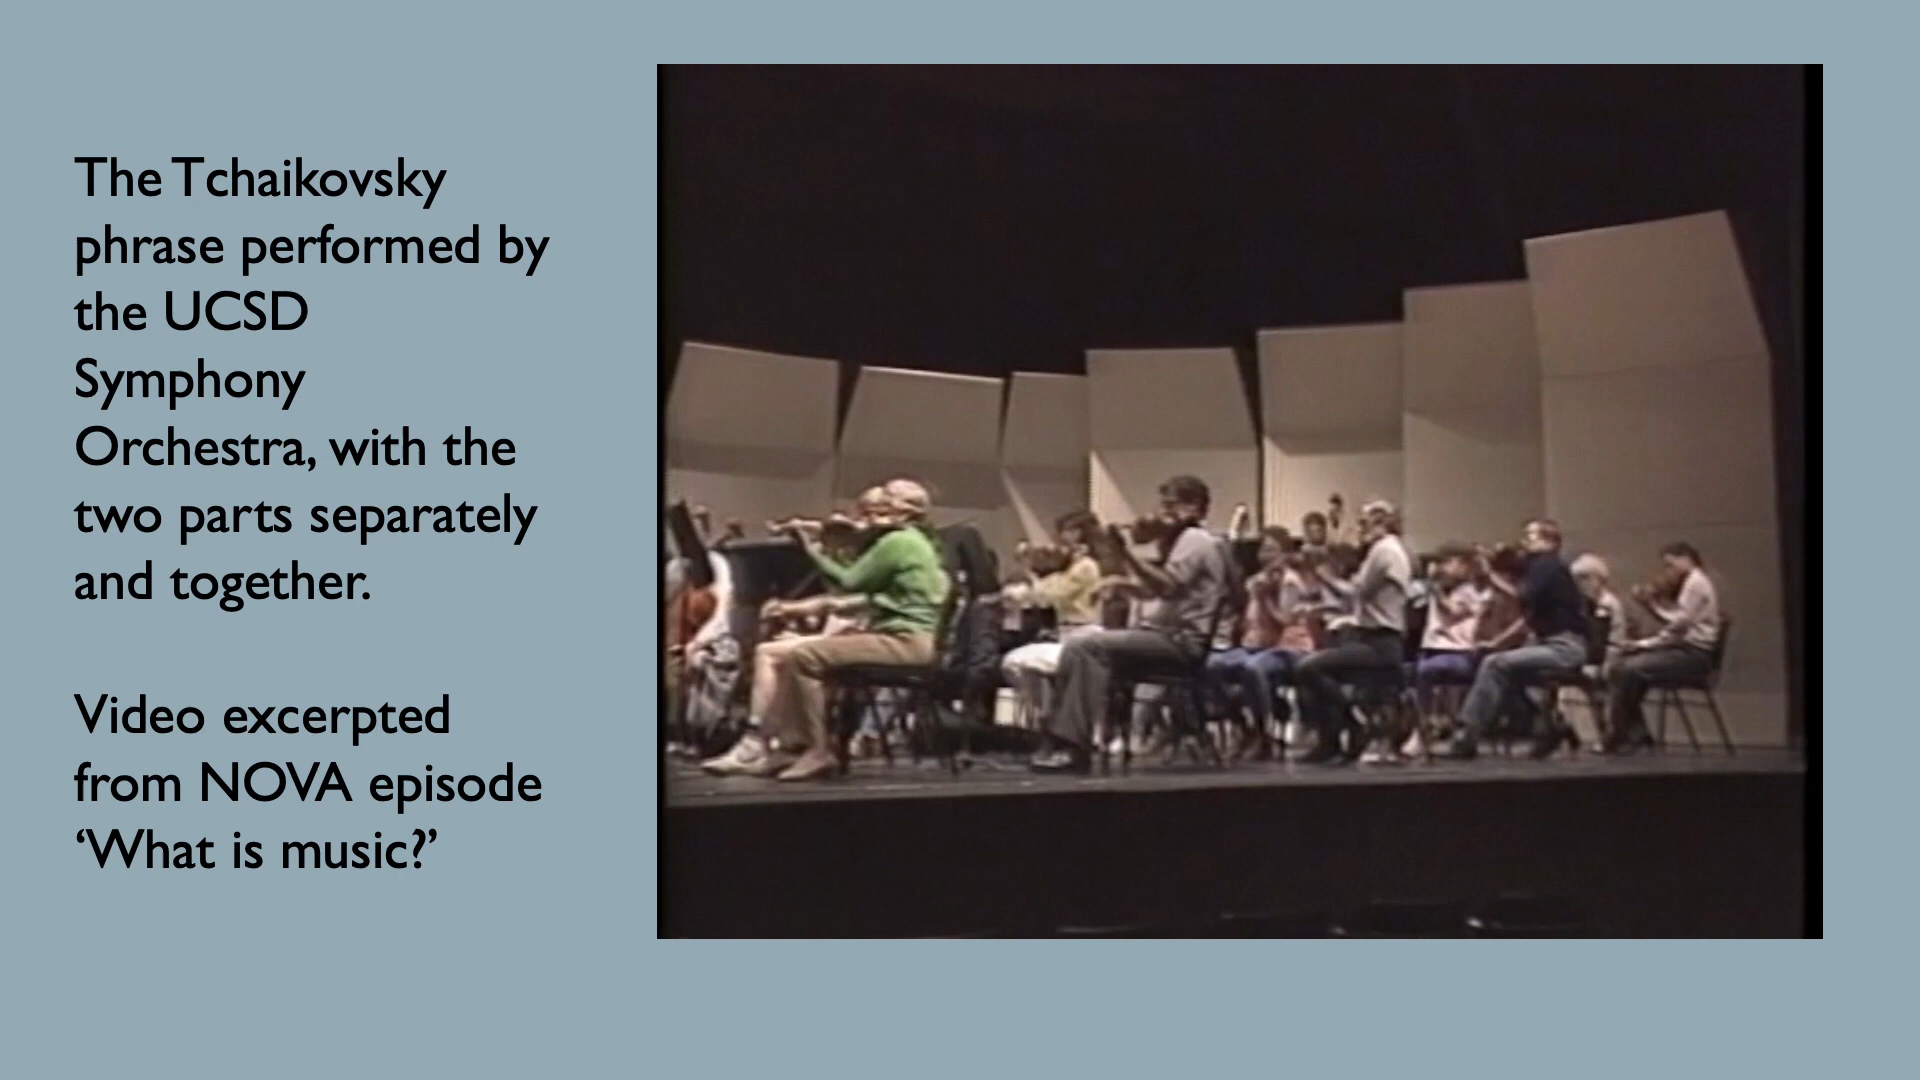 The Tchaikovsky
phrase performed by
the UCSD
Symphony
Orchestra, with the
two parts separately
and together.
Video excerpted
from NOVA episode
‘What is music?’